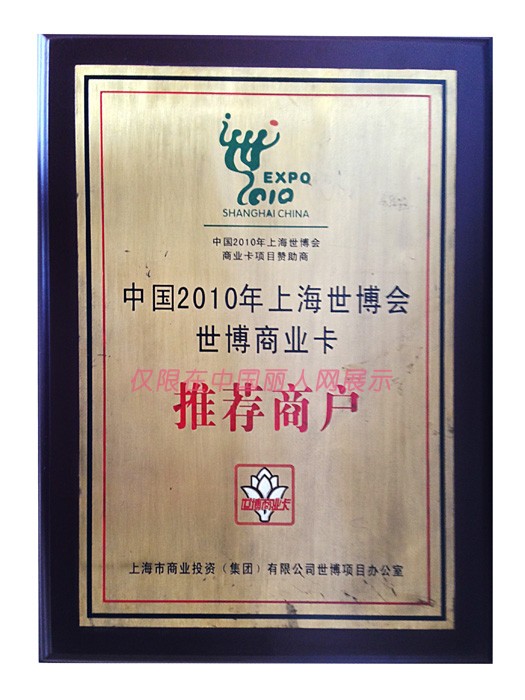 EXPO
2010
SHANGHAI CHINA
中国2010年上海世博会
商业卡项目赞助商
中国2010年上海世博会
世博商业卡
仅限在中国丽人网展示
推荐商户
世博商业卡
上海市商业投资（集团）有限公司世博项目办公室